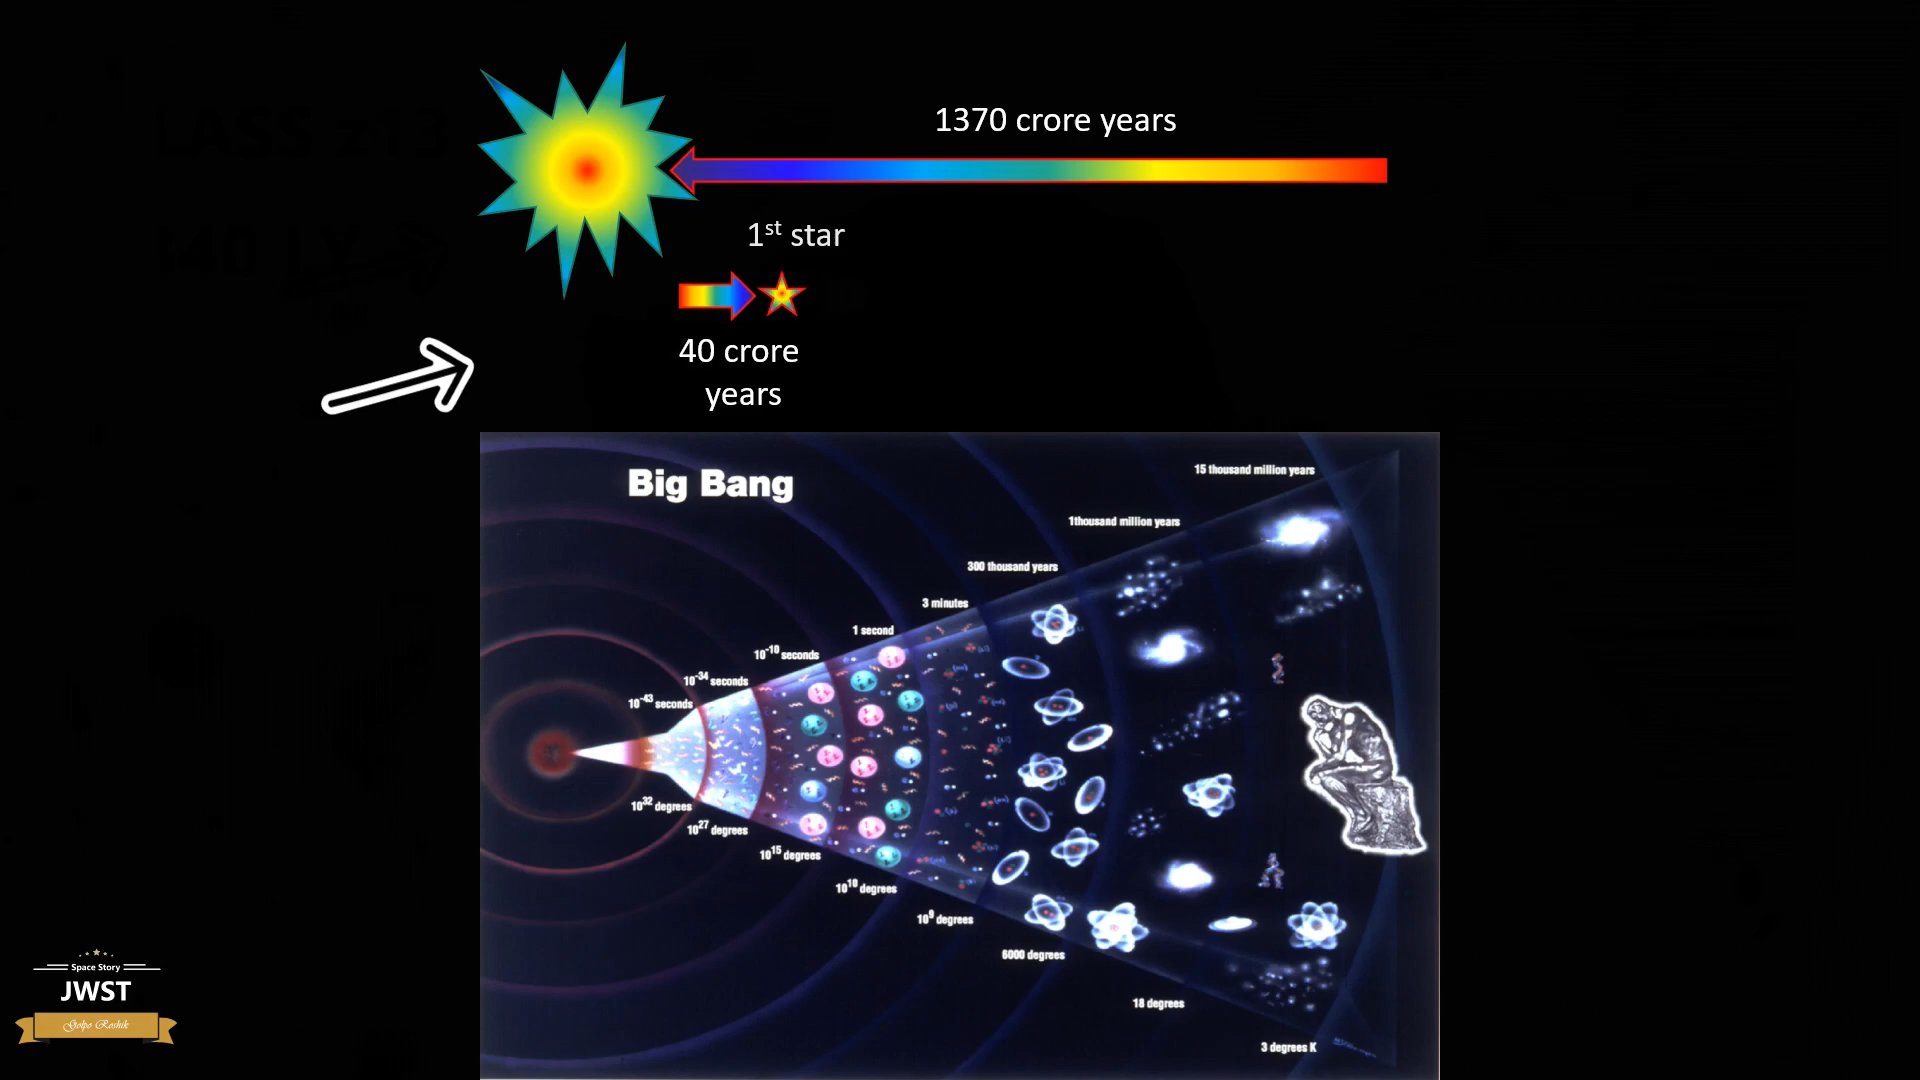 1370 crore years
1st star
40 crore
years
Big Bang
15 thousand million years
1thousand million years
300 thousand years
3 minutes
1 second
10-10 seconds
10-34 seconds
10-43 seconds
1032 degrees
1027 degrees
1015 degrees
1010 degrees
109 degrees
6000 degrees
18 degrees
3 degrees K
Space Story
JWST
Golpo Roshik